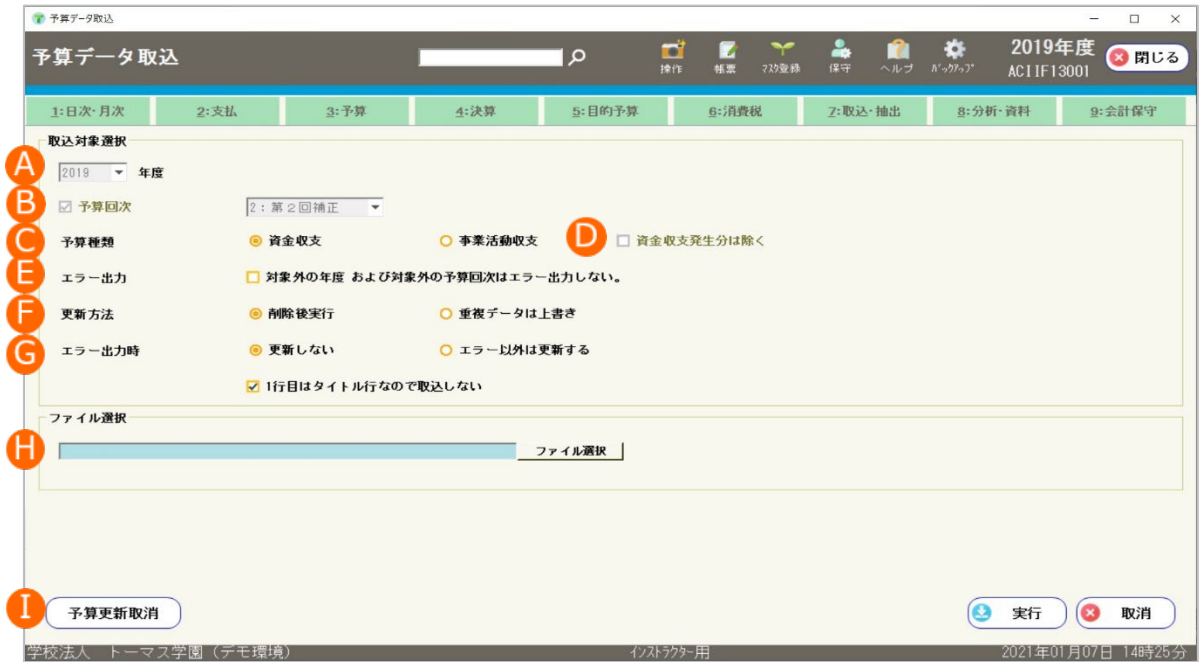 予算データ取込
予算データ取込
操作 帳票 マスタ登録 保守 ヘルプ バックアップ 2019年度 ACIIF13001 閉じる
1:日次･月次 2:支払 3:予算 4:決算 5:目的予算 6:消費税 7:取込･抽出 8:分析･資料 9:会計保守
取込対象選択
A 2019 年度
B 予算回次 2:第2回補正
C 予算種類 資金収支 事業活動収支 D 資金収支発生分は除く
E エラー出力 対象外の年度 および対象外の予算回次はエラー出力しない。
F 更新方法 削除後実行 重複データは上書き
G エラー出力時 更新しない エラー以外は更新する
1行目はタイトル行なので取込しない
ファイル選択
H ファイル選択
I 予算更新取消 実行 取消
学校法人 トーマス学園（デモ環境） インストラクター用 2021年01月07日 14時25分